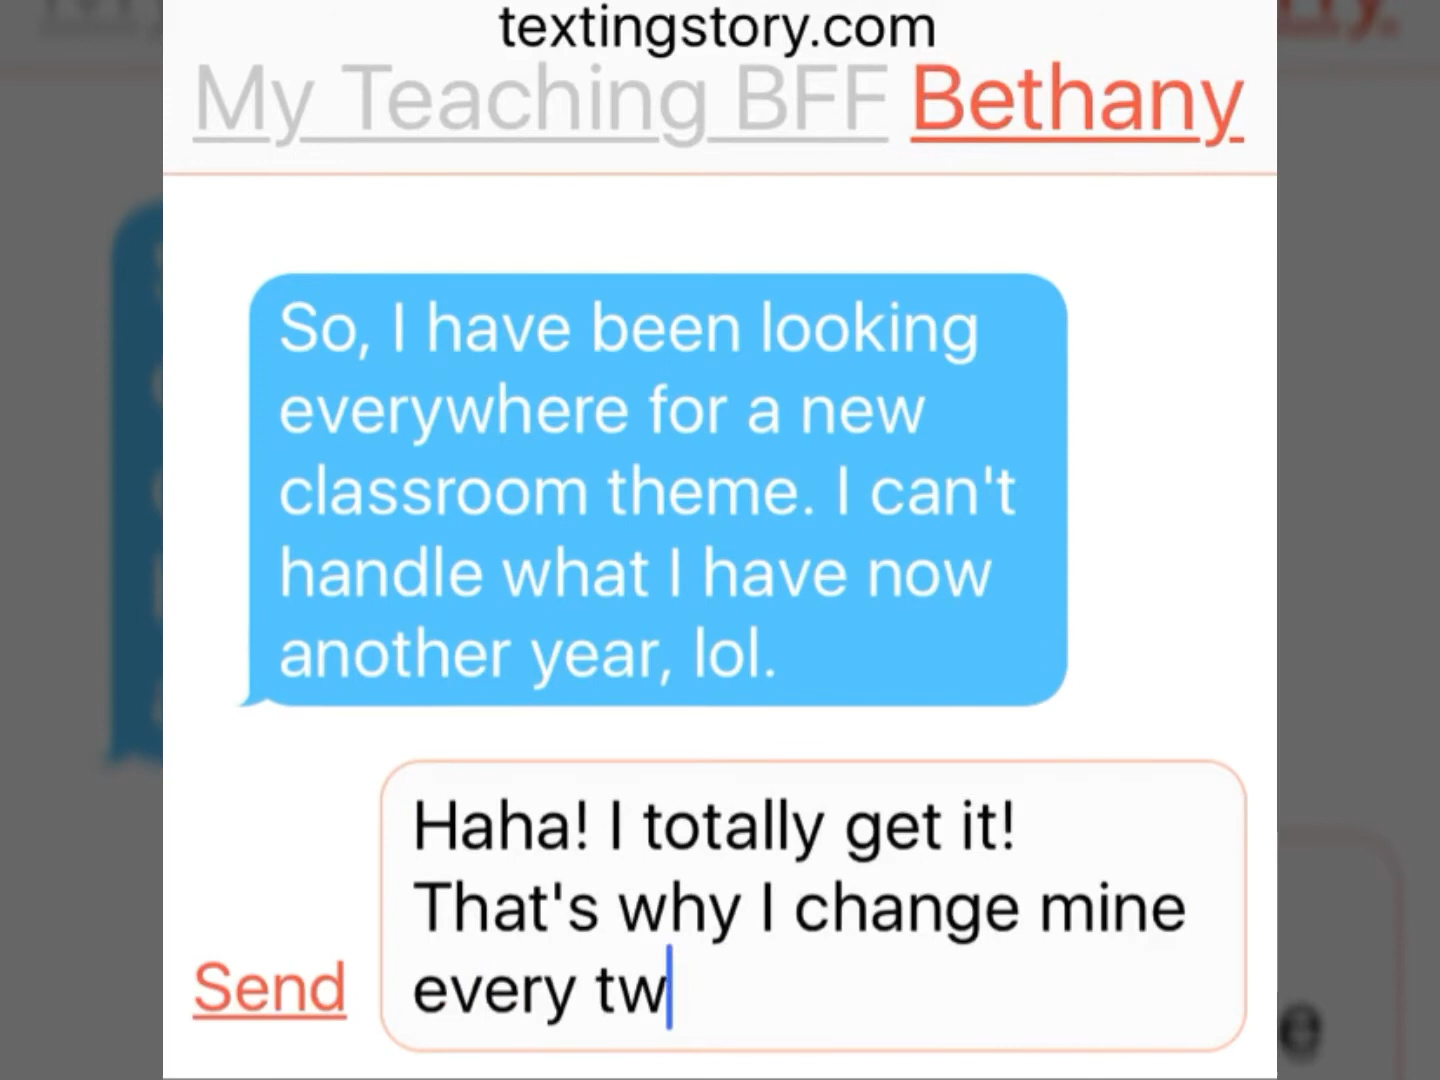 textingstory.com
My Teaching BFF Bethany
So, I have been looking
everywhere for a new
classroom theme. I can't
handle what I have now
another year, lol.
Haha! I totally get it!
That's why I change mine
every tw
Send